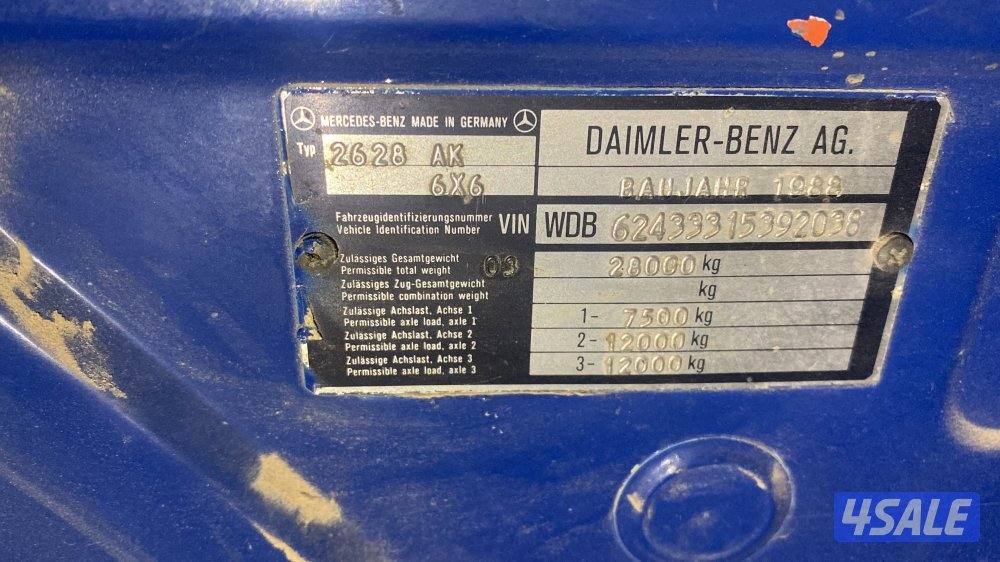 MERCEDES-BENZ MADE IN GERMANY
Typ 2628 AK
6X6
DAIMLER-BENZ AG.
BAUJAHR 1988
Fahrzeugidentifizierungsnummer
Vehicle Identification Number VIN WDB 62433315392038
Zulässiges Gesamtgewicht
Permissible total weight 09 28000 kg
Zulässiges Zug-Gesamtgewicht
Permissible combination weight kg
Zulässige Achslast, Achse 1
Permissible axle load, axle 1 1- 7500 kg
Zulässige Achslast, Achse 2
Permissible axle load, axle 2 2- 12000 kg
Zulässige Achslast, Achse 3
Permissible axle load, axle 3 3- 12000 kg
4SALE